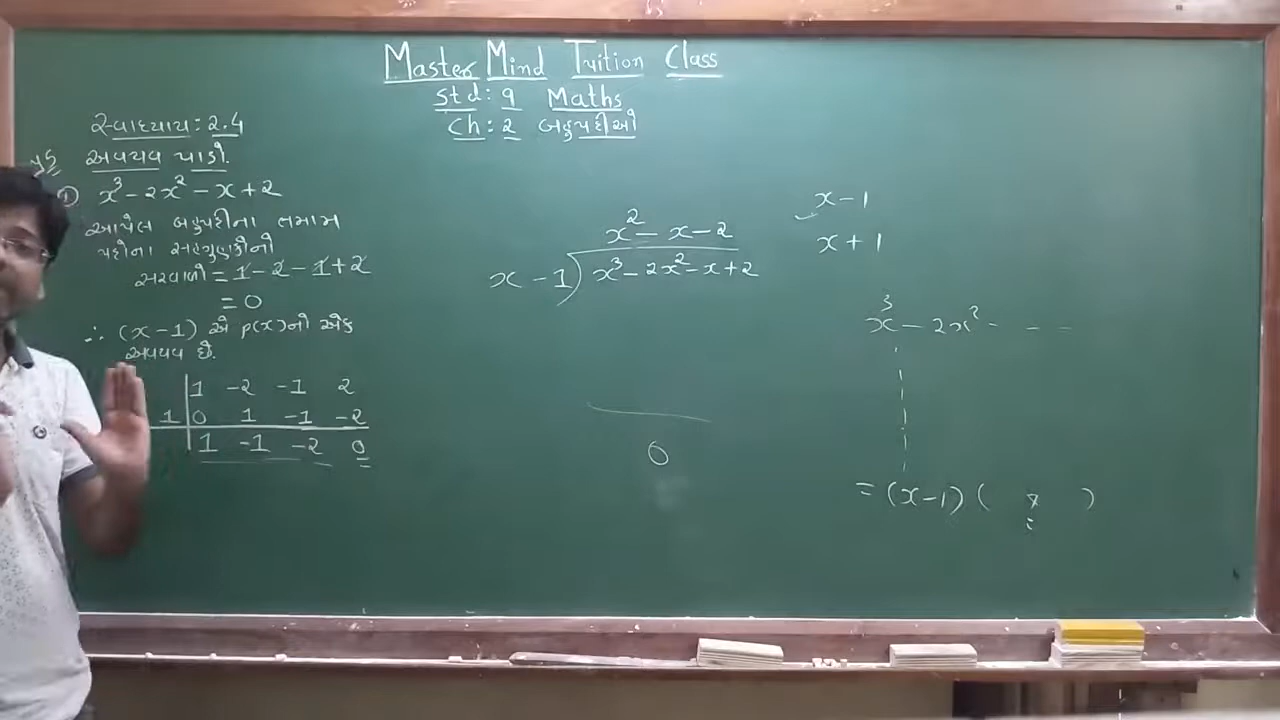 Master Mind Tuition Class
Std : 9 Maths
Ch : 2 બહુપદીઓ
સ્વાધ્યાય : 2.4
અવયવ પાડો.
① x³ - 2x² - x + 2
આપેલ બહુપદીના તમામ
પદોના સહગુણકોનો
સરવાળો = 1 - 2 - 1 + 2
= 0
∴ (x - 1) એ p(x)નો એક
અવયવ છે.
1 -2 -1 2
1 0 1 -1 -2
1 -1 -2 0
x² - x - 2
x - 1 x³ - 2x² - x + 2
0
x - 1
x + 1
x³ - 2x² - - -
= (x - 1) ( )